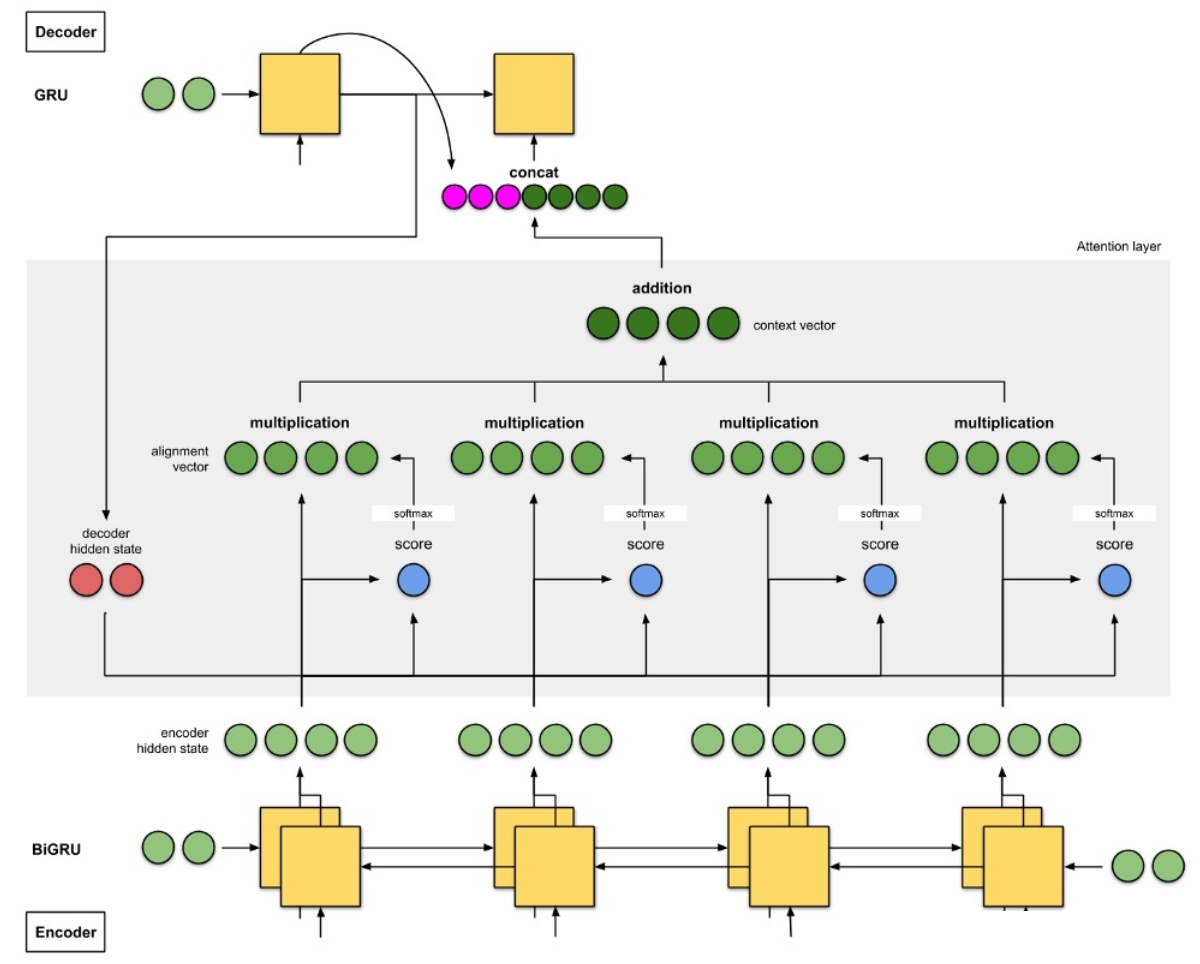 Decoder
GRU
concat
Attention layer
addition
context vector
multiplication
multiplication
multiplication
multiplication
alignment
vector
softmax
softmax
softmax
softmax
decoder
hidden state
score
score
score
score
encoder
hidden state
BiGRU
Encoder